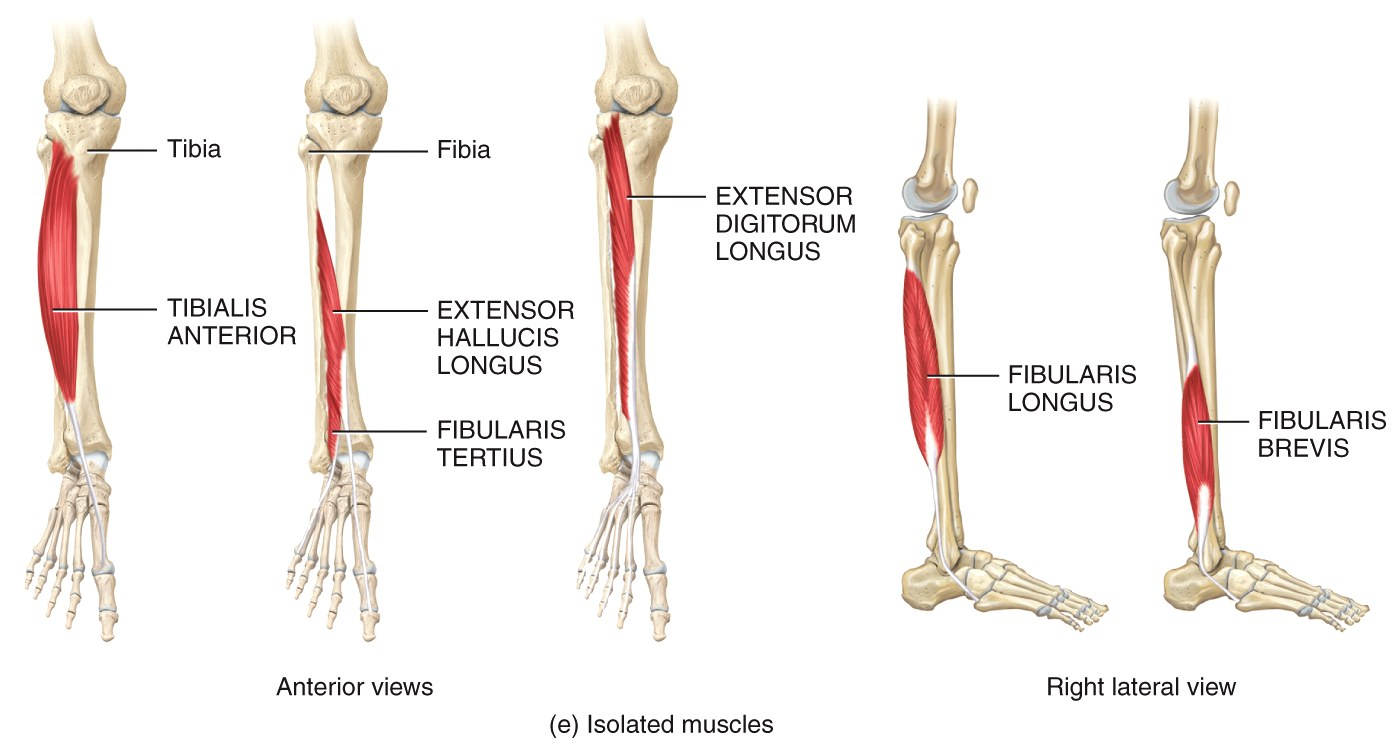 Tibia
TIBIALIS
ANTERIOR
Fibia
EXTENSOR
HALLUCIS
LONGUS
FIBULARIS
TERTIUS
EXTENSOR
DIGITORUM
LONGUS
FIBULARIS
LONGUS
FIBULARIS
BREVIS
Anterior views
Right lateral view
(e) Isolated muscles